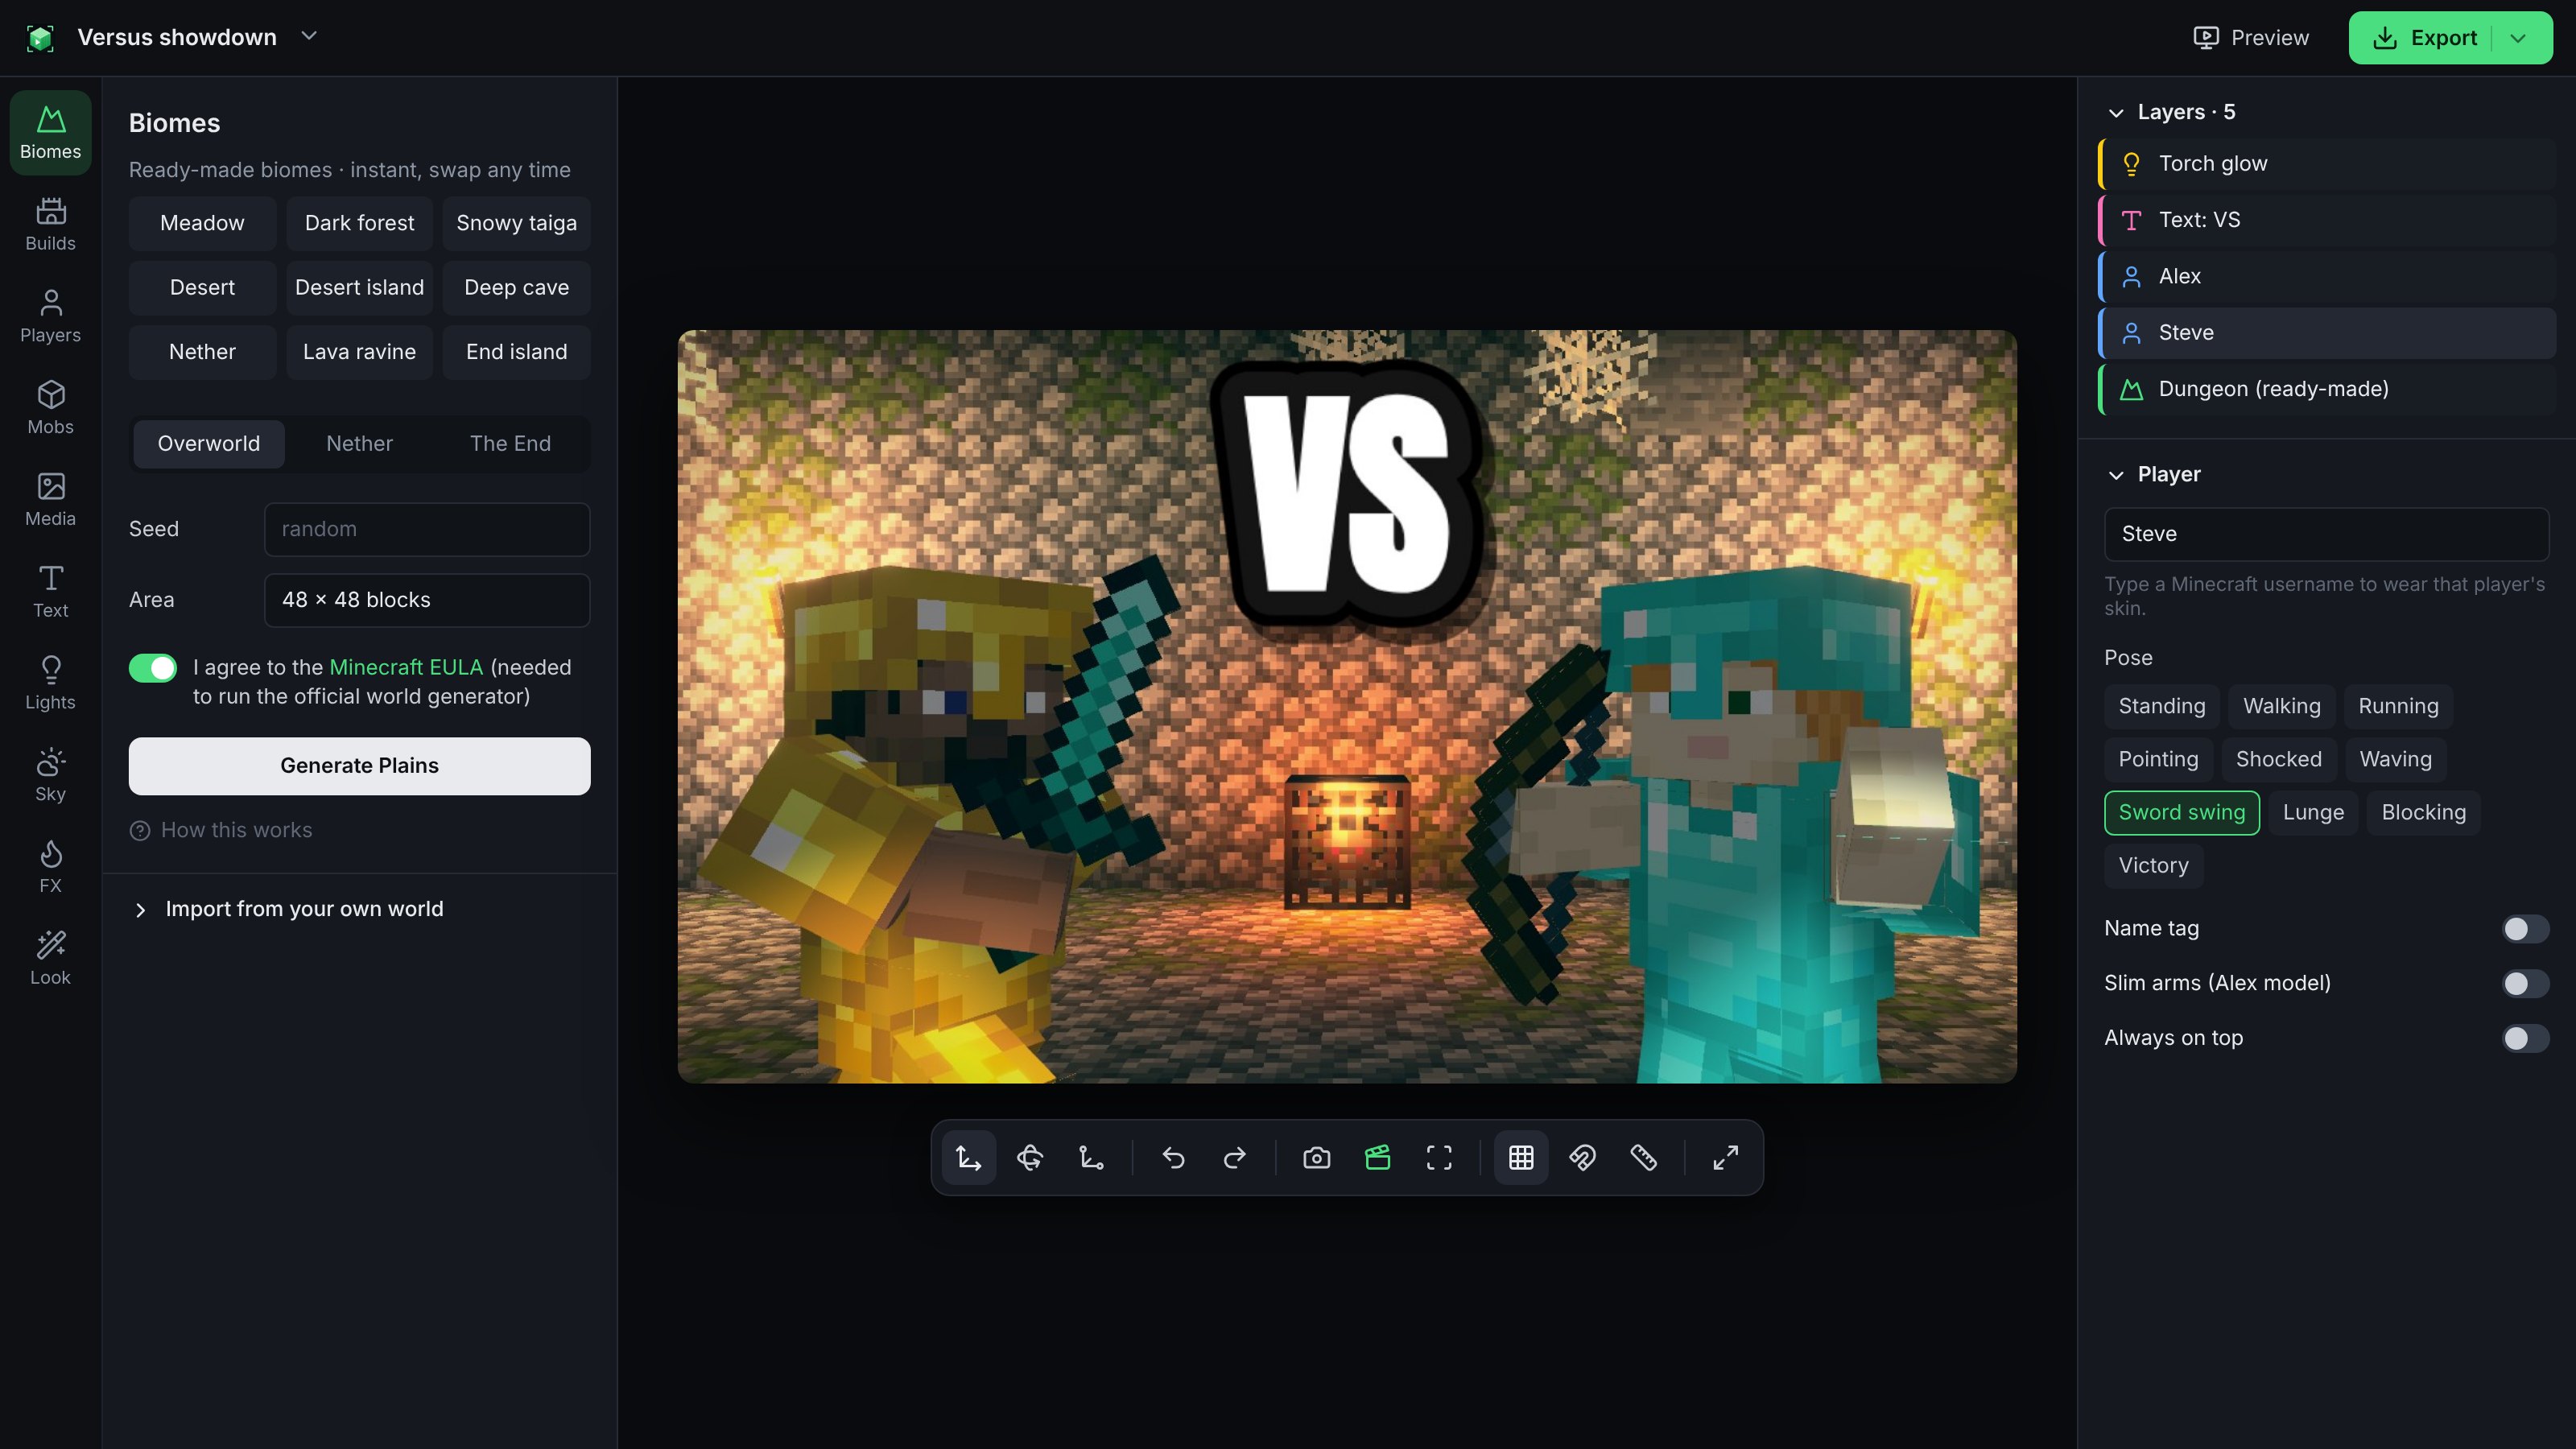 Versus showdown
Preview
Export
Biomes
Builds
Players
Mobs
Media
Text
Lights
Sky
FX
Look
Biomes
Ready-made biomes · instant, swap any time
Meadow
Dark forest
Snowy taiga
Desert
Desert island
Deep cave
Nether
Lava ravine
End island
Overworld
Nether
The End
Seed
random
Area
48 × 48 blocks
I agree to the Minecraft EULA (needed
to run the official world generator)
Generate Plains
How this works
Import from your own world
VS
Layers · 5
Torch glow
Text: VS
Alex
Steve
Dungeon (ready-made)
Player
Steve
Type a Minecraft username to wear that player's
skin.
Pose
Standing
Walking
Running
Pointing
Shocked
Waving
Sword swing
Lunge
Blocking
Victory
Name tag
Slim arms (Alex model)
Always on top